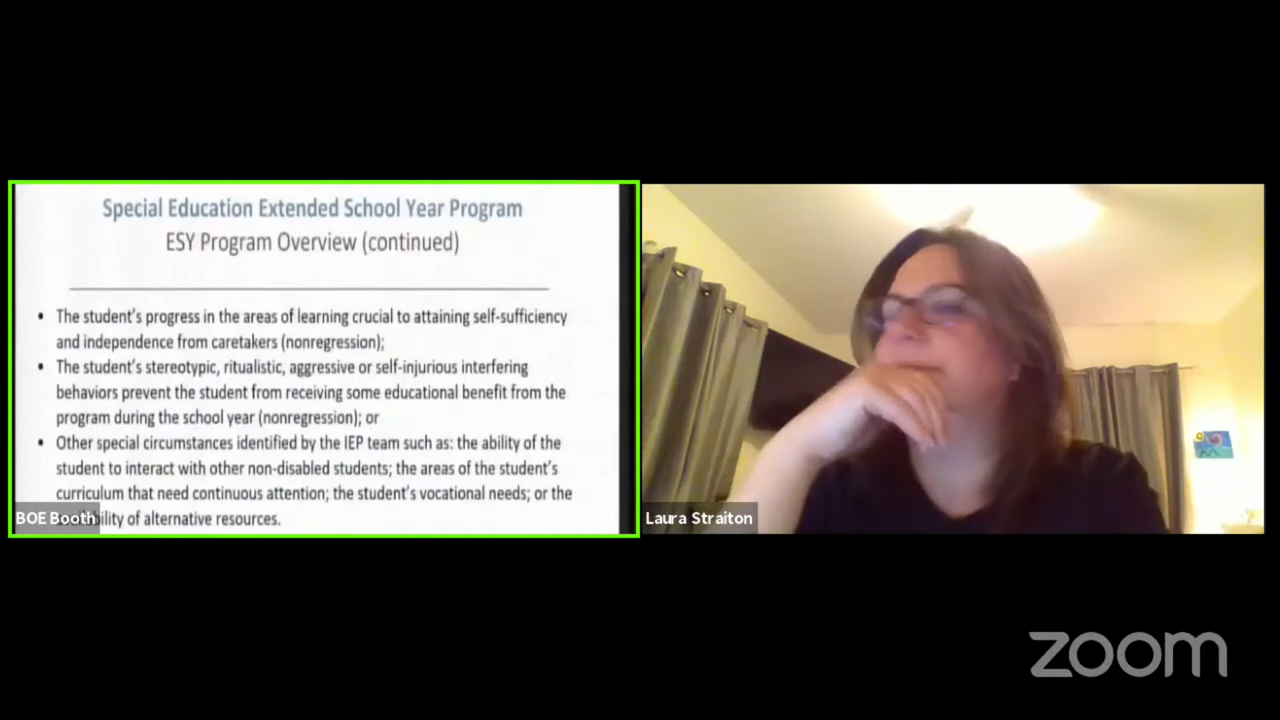 Special Education Extended School Year Program
ESY Program Overview (continued)
• The student's progress in the areas of learning crucial to attaining self-sufficiency
and independence from caretakers (nonregression);
• The student's stereotypic, ritualistic, aggressive or self-injurious interfering
behaviors prevent the student from receiving some educational benefit from the
program during the school year (nonregression); or
• Other special circumstances identified by the IEP team such as: the ability of the
student to interact with other non-disabled students; the areas of the student's
curriculum that need continuous attention; the student's vocational needs; or the
of alternative resources.
BOE Booth
Laura Straiton
zoom